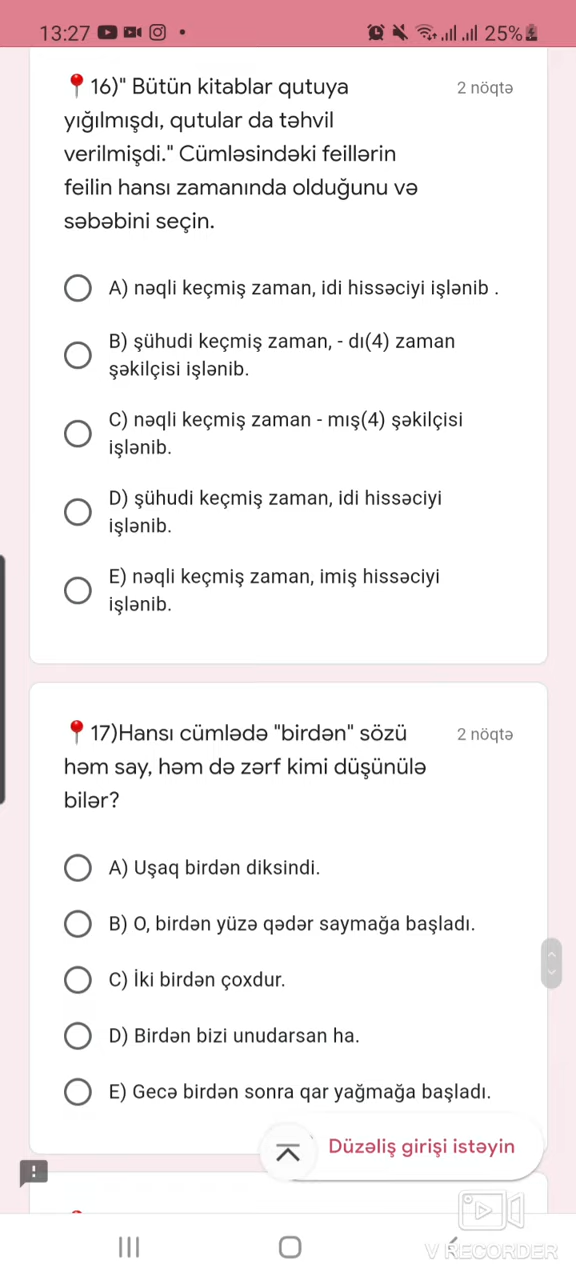 13:27
25%
16)" Bütün kitablar qutuya
2 nöqtə
yığılmışdı, qutular da təhvil
verilmişdi." Cümləsindəki feillərin
feilin hansı zamanında olduğunu və
səbəbini seçin.
A) nəqli keçmiş zaman, idi hissəciyi işlənib .
B) şühudi keçmiş zaman, - dı(4) zaman
şəkilçisi işlənib.
C) nəqli keçmiş zaman - mış(4) şəkilçisi
işlənib.
D) şühudi keçmiş zaman, idi hissəciyi
işlənib.
E) nəqli keçmiş zaman, imiş hissəciyi
işlənib.
17)Hansı cümlədə "birdən" sözü
2 nöqtə
həm say, həm də zərf kimi düşünülə
bilər?
A) Uşaq birdən diksindi.
B) O, birdən yüzə qədər saymağa başladı.
C) İki birdən çoxdur.
D) Birdən bizi unudarsan ha.
E) Gecə birdən sonra qar yağmağa başladı.
Düzəliş girişi istəyin
V RECORDER